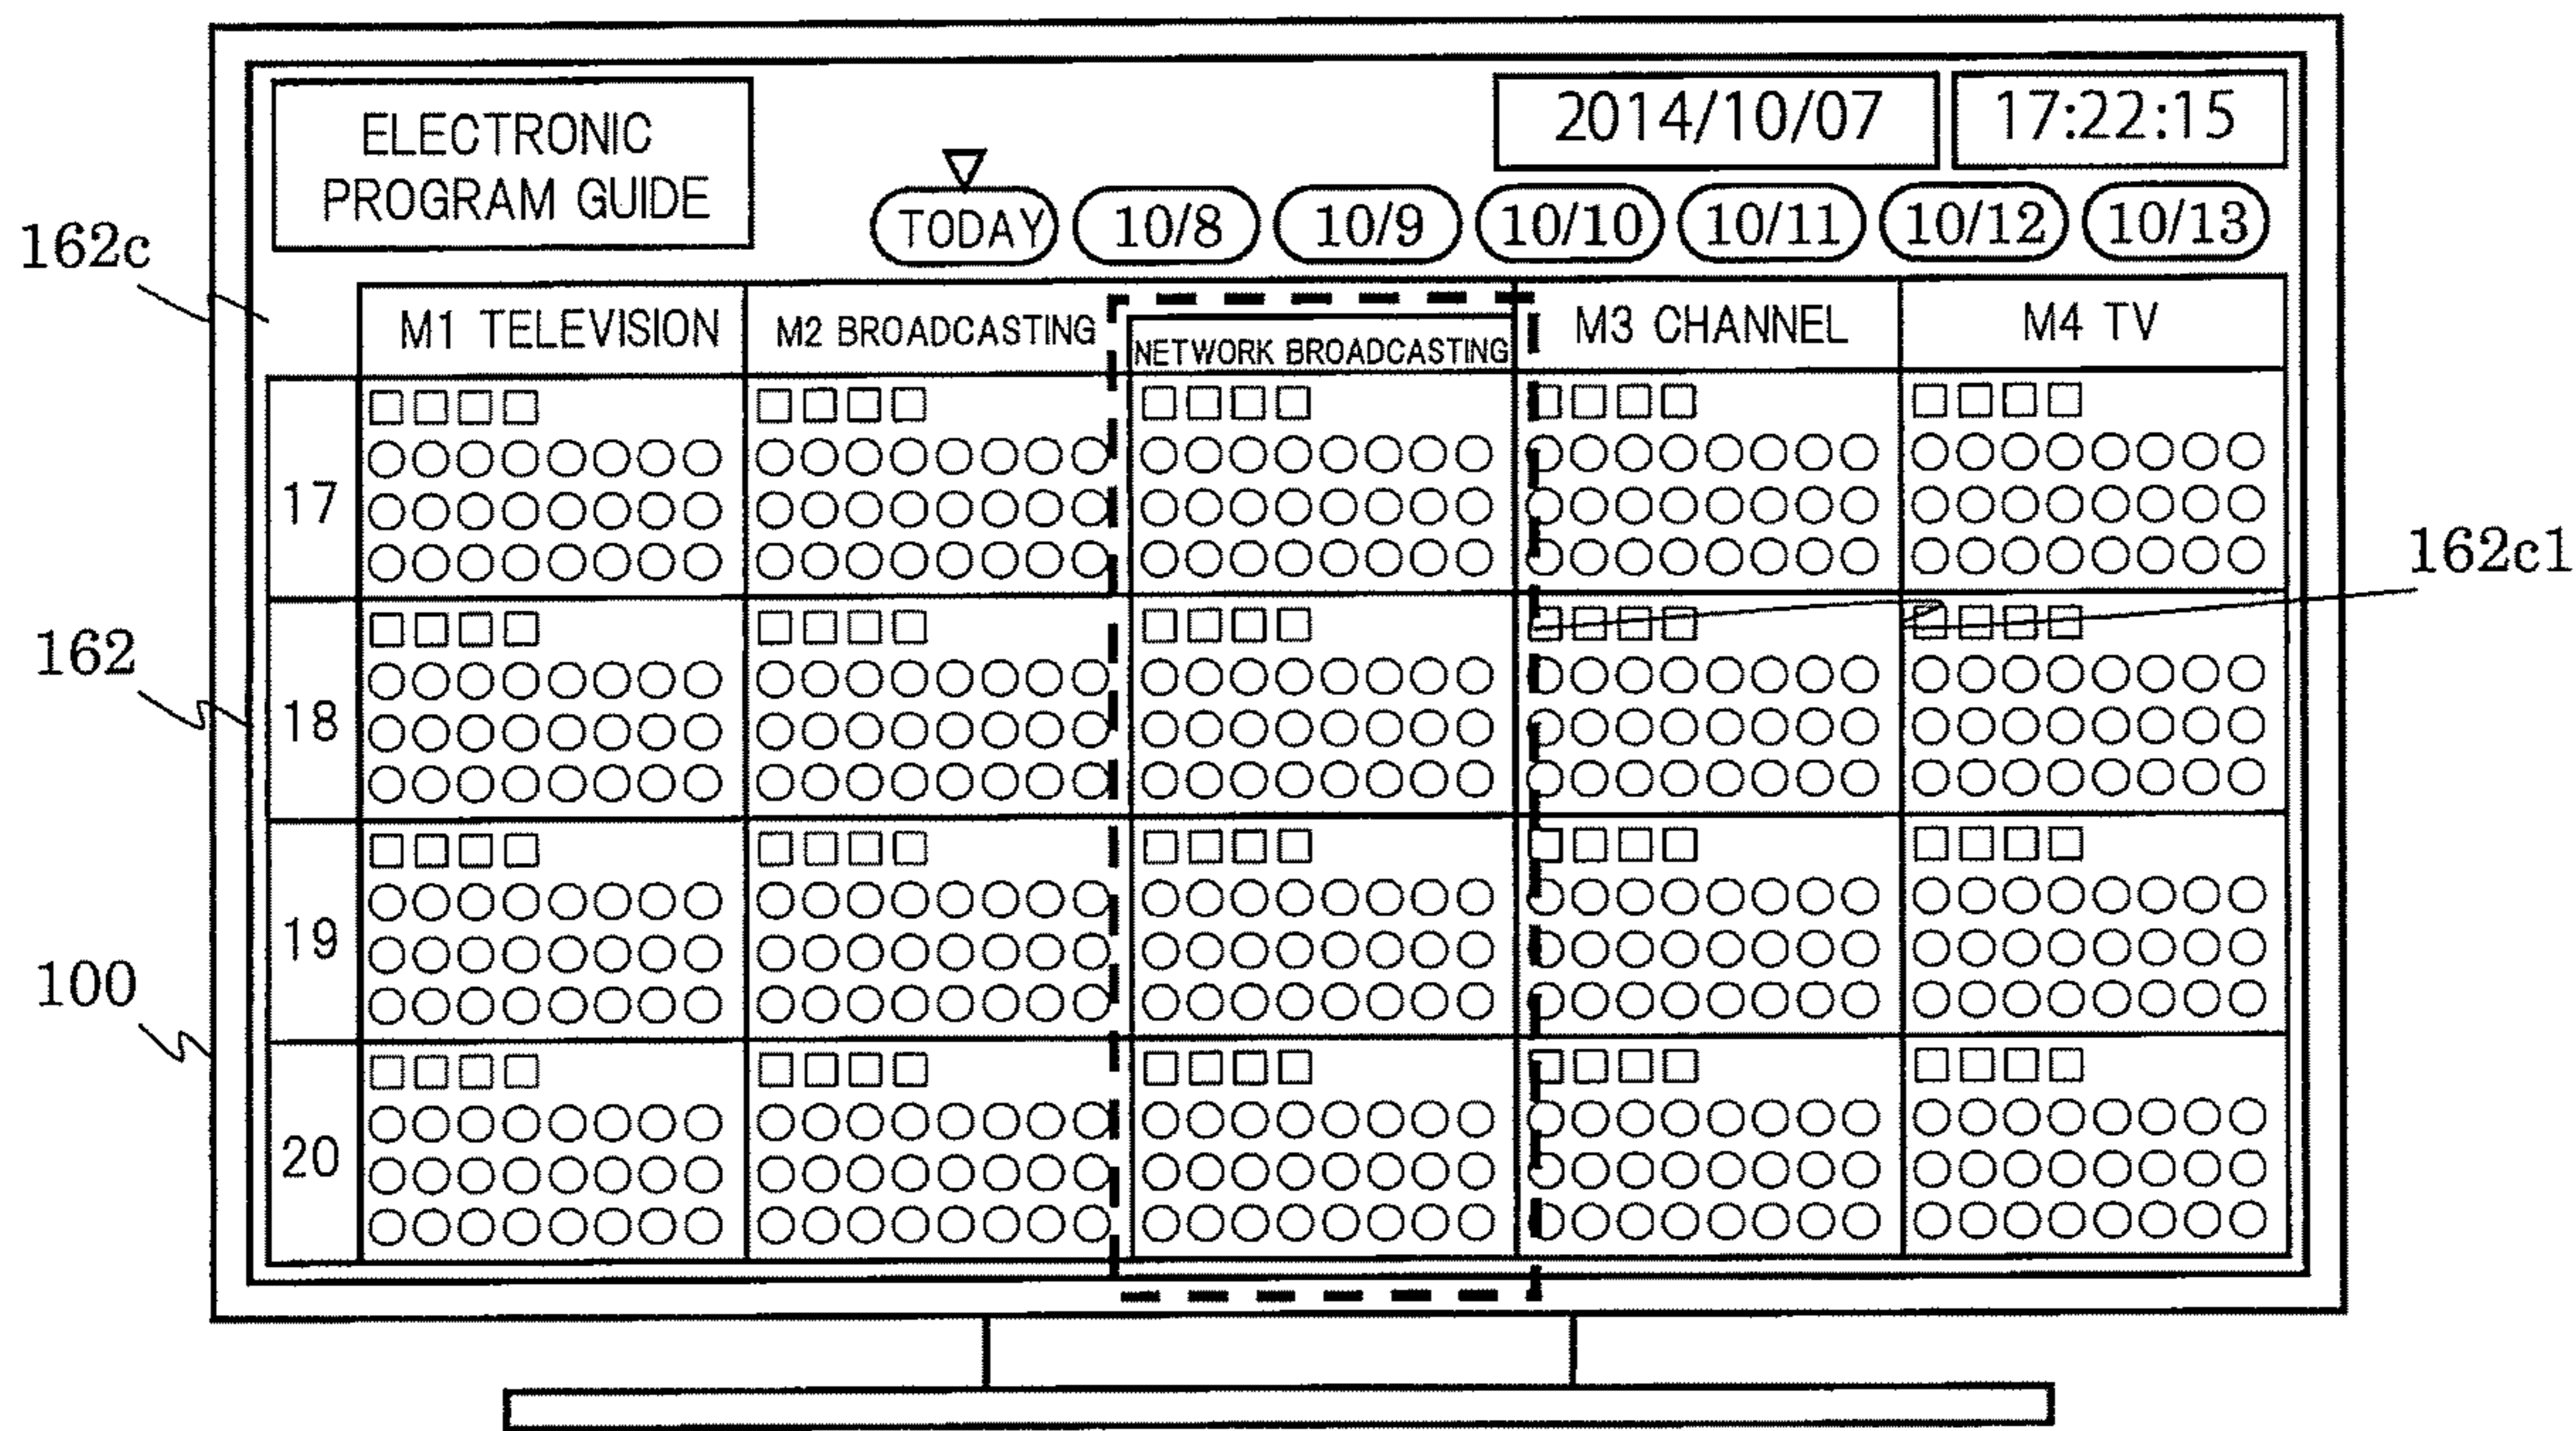 ELECTRONIC
PROGRAM GUIDE
2014/10/07
17:22:15
TODAY
10/8
10/9
10/10
10/11
10/12
10/13
162c
M1 TELEVISION
M2 BROADCASTING
NETWORK BROADCASTING
M3 CHANNEL
M4 TV
17
162c1
18
162
19
100
20